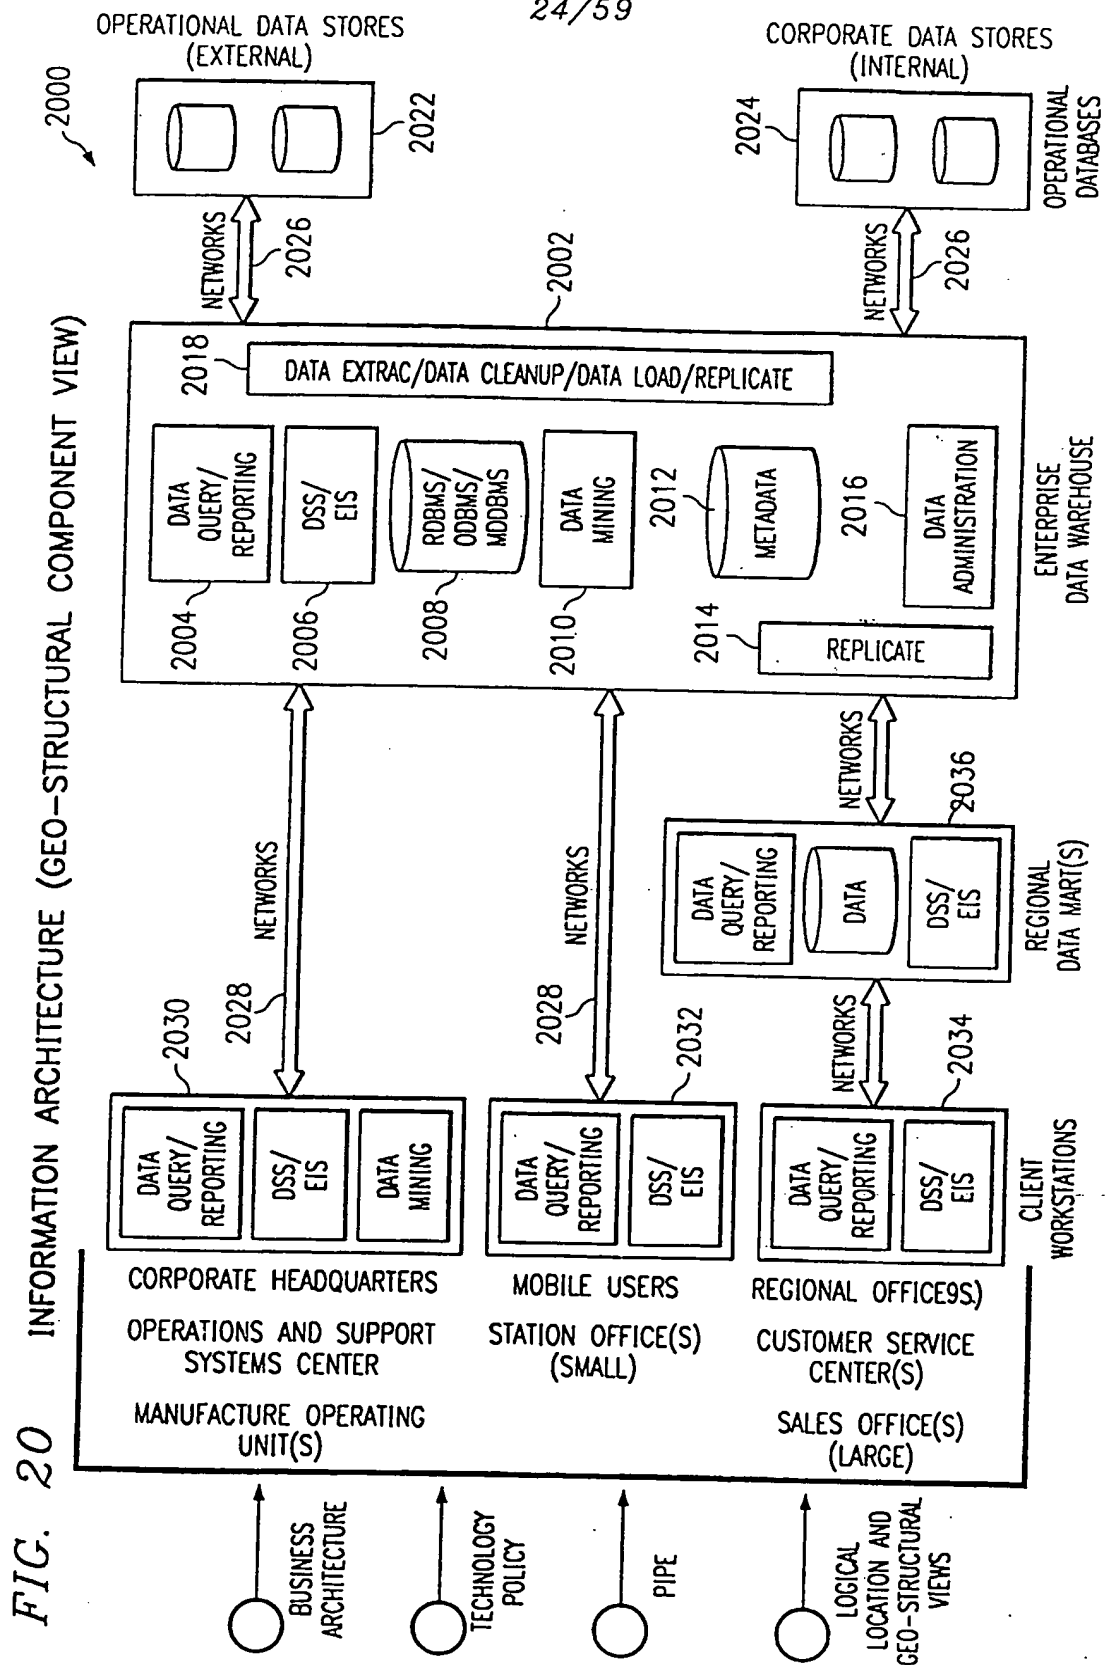 24/59
FIG. 20
INFORMATION ARCHITECTURE (GEO-STRUCTURAL COMPONENT VIEW)
2000
BUSINESS
ARCHITECTURE
TECHNOLOGY
POLICY
PIPE
LOGICAL
LOCATION AND
GEO-STRUCTURAL
VIEWS
CORPORATE HEADQUARTERS
OPERATIONS AND SUPPORT
SYSTEMS CENTER
MANUFACTURE OPERATING
UNIT(S)
MOBILE USERS
STATION OFFICE(S)
(SMALL)
REGIONAL OFFICE9S.)
CUSTOMER SERVICE
CENTER(S)
SALES OFFICE(S)
(LARGE)
2030
DATA
QUERY/
REPORTING
DSS/
EIS
DATA
MINING
2032
DATA
QUERY/
REPORTING
DSS/
EIS
2034
DATA
QUERY/
REPORTING
DSS/
EIS
CLIENT
WORKSTATIONS
2028
NETWORKS
2028
NETWORKS
NETWORKS
2036
DATA
QUERY/
REPORTING
DATA
DSS/
EIS
REGIONAL
DATA MART(S)
NETWORKS
2004
DATA
QUERY/
REPORTING
2006
DSS/
EIS
2008
RDBMS/
ODBMS/
MDDBMS
2010
DATA
MINING
2012
METADATA
2014
REPLICATE
2016
DATA
ADMINISTRATION
2018
DATA EXTRAC/DATA CLEANUP/DATA LOAD/REPLICATE
2002
ENTERPRISE
DATA WAREHOUSE
NETWORKS
2026
NETWORKS
2026
OPERATIONAL DATA STORES
(EXTERNAL)
2022
CORPORATE DATA STORES
(INTERNAL)
2024
OPERATIONAL
DATABASES